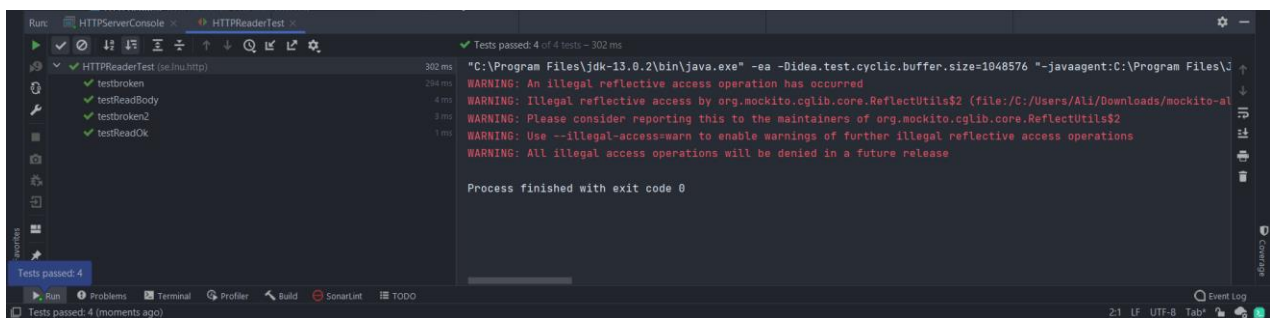 Run: HTTPServerConsole × HTTPReaderTest ×
Tests passed: 4 of 4 tests – 302 ms
HTTPReaderTest (se.lnu.http) 302 ms
testbroken 294 ms
testReadBody 4 ms
testbroken2 3 ms
testReadOk 1 ms
"C:\Program Files\jdk-13.0.2\bin\java.exe" -ea -Didea.test.cyclic.buffer.size=1048576 "-javaagent:C:\Program Files\J
WARNING: An illegal reflective access operation has occurred
WARNING: Illegal reflective access by org.mockito.cglib.core.ReflectUtils$2 (file:/C:/Users/Ali/Downloads/mockito-al
WARNING: Please consider reporting this to the maintainers of org.mockito.cglib.core.ReflectUtils$2
WARNING: Use --illegal-access=warn to enable warnings of further illegal reflective access operations
WARNING: All illegal access operations will be denied in a future release
Process finished with exit code 0
avorites
Coverage
Tests passed: 4
Run Problems Terminal Profiler Build SonarLint TODO Event Log
Tests passed: 4 (moments ago) 2:1 LF UTF-8 Tab*